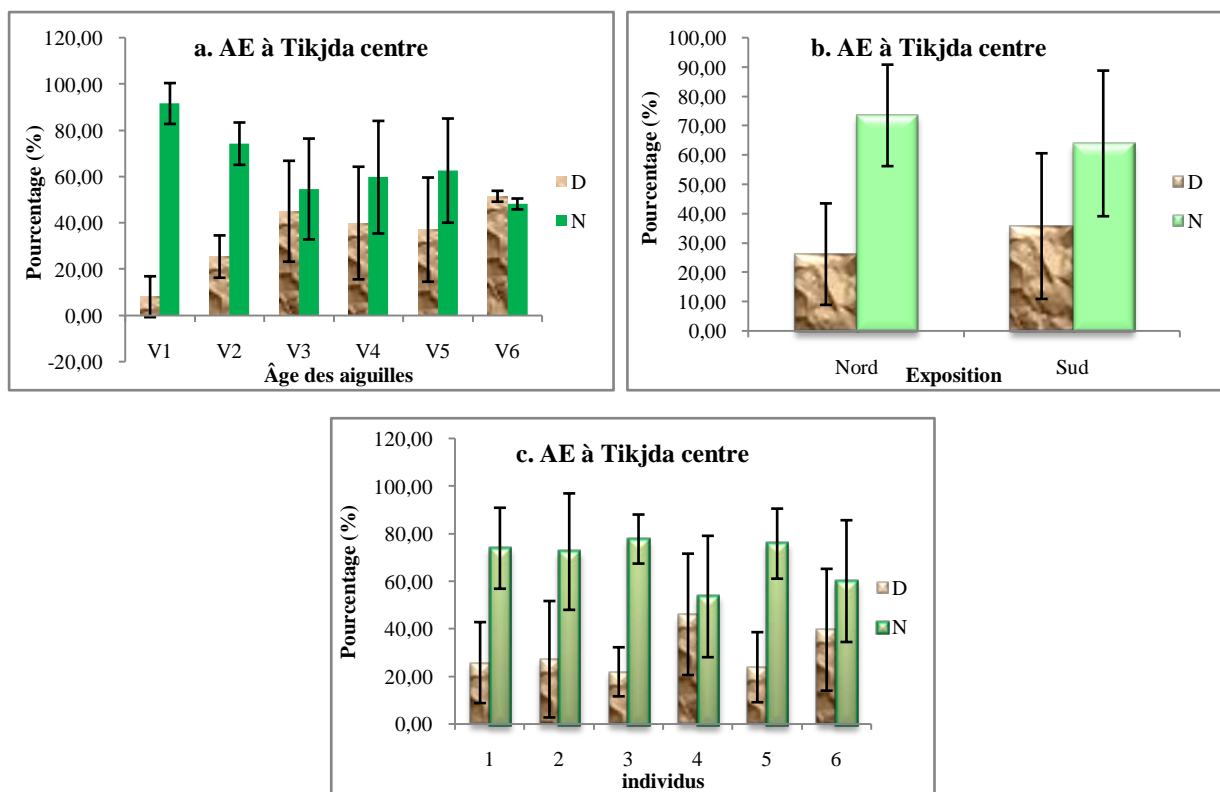 a. AE à Tikjda centre
Pourcentage (%)
120,00
100,00
80,00
60,00
40,00
20,00
0,00
-20,00
V1 V2 V3 V4 V5 V6
Âge des aiguilles
D
N
b. AE à Tikjda centre
Pourcentage (%)
100,00
90,00
80,00
70,00
60,00
50,00
40,00
30,00
20,00
10,00
0,00
Nord Sud
Exposition
D
N
c. AE à Tikjda centre
Pourcentage (%)
120,00
100,00
80,00
60,00
40,00
20,00
0,00
1 2 3 4 5 6
individus
D
N